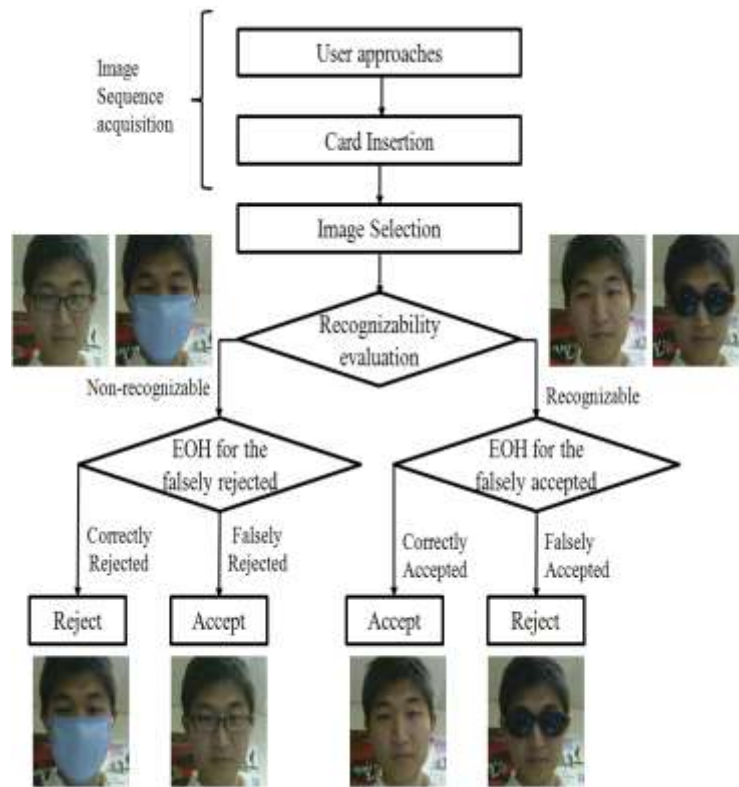 User approaches
Image
Sequence
acquisition
Card Insertion
Image Selection
Recognizability
evaluation
Non-recognizable
Recognizable
EOH for the
falsely rejected
EOH for the
falsely accepted
Correctly
Rejected
Falsely
Rejected
Correctly
Accepted
Falsely
Accepted
Reject
Accept
Accept
Reject